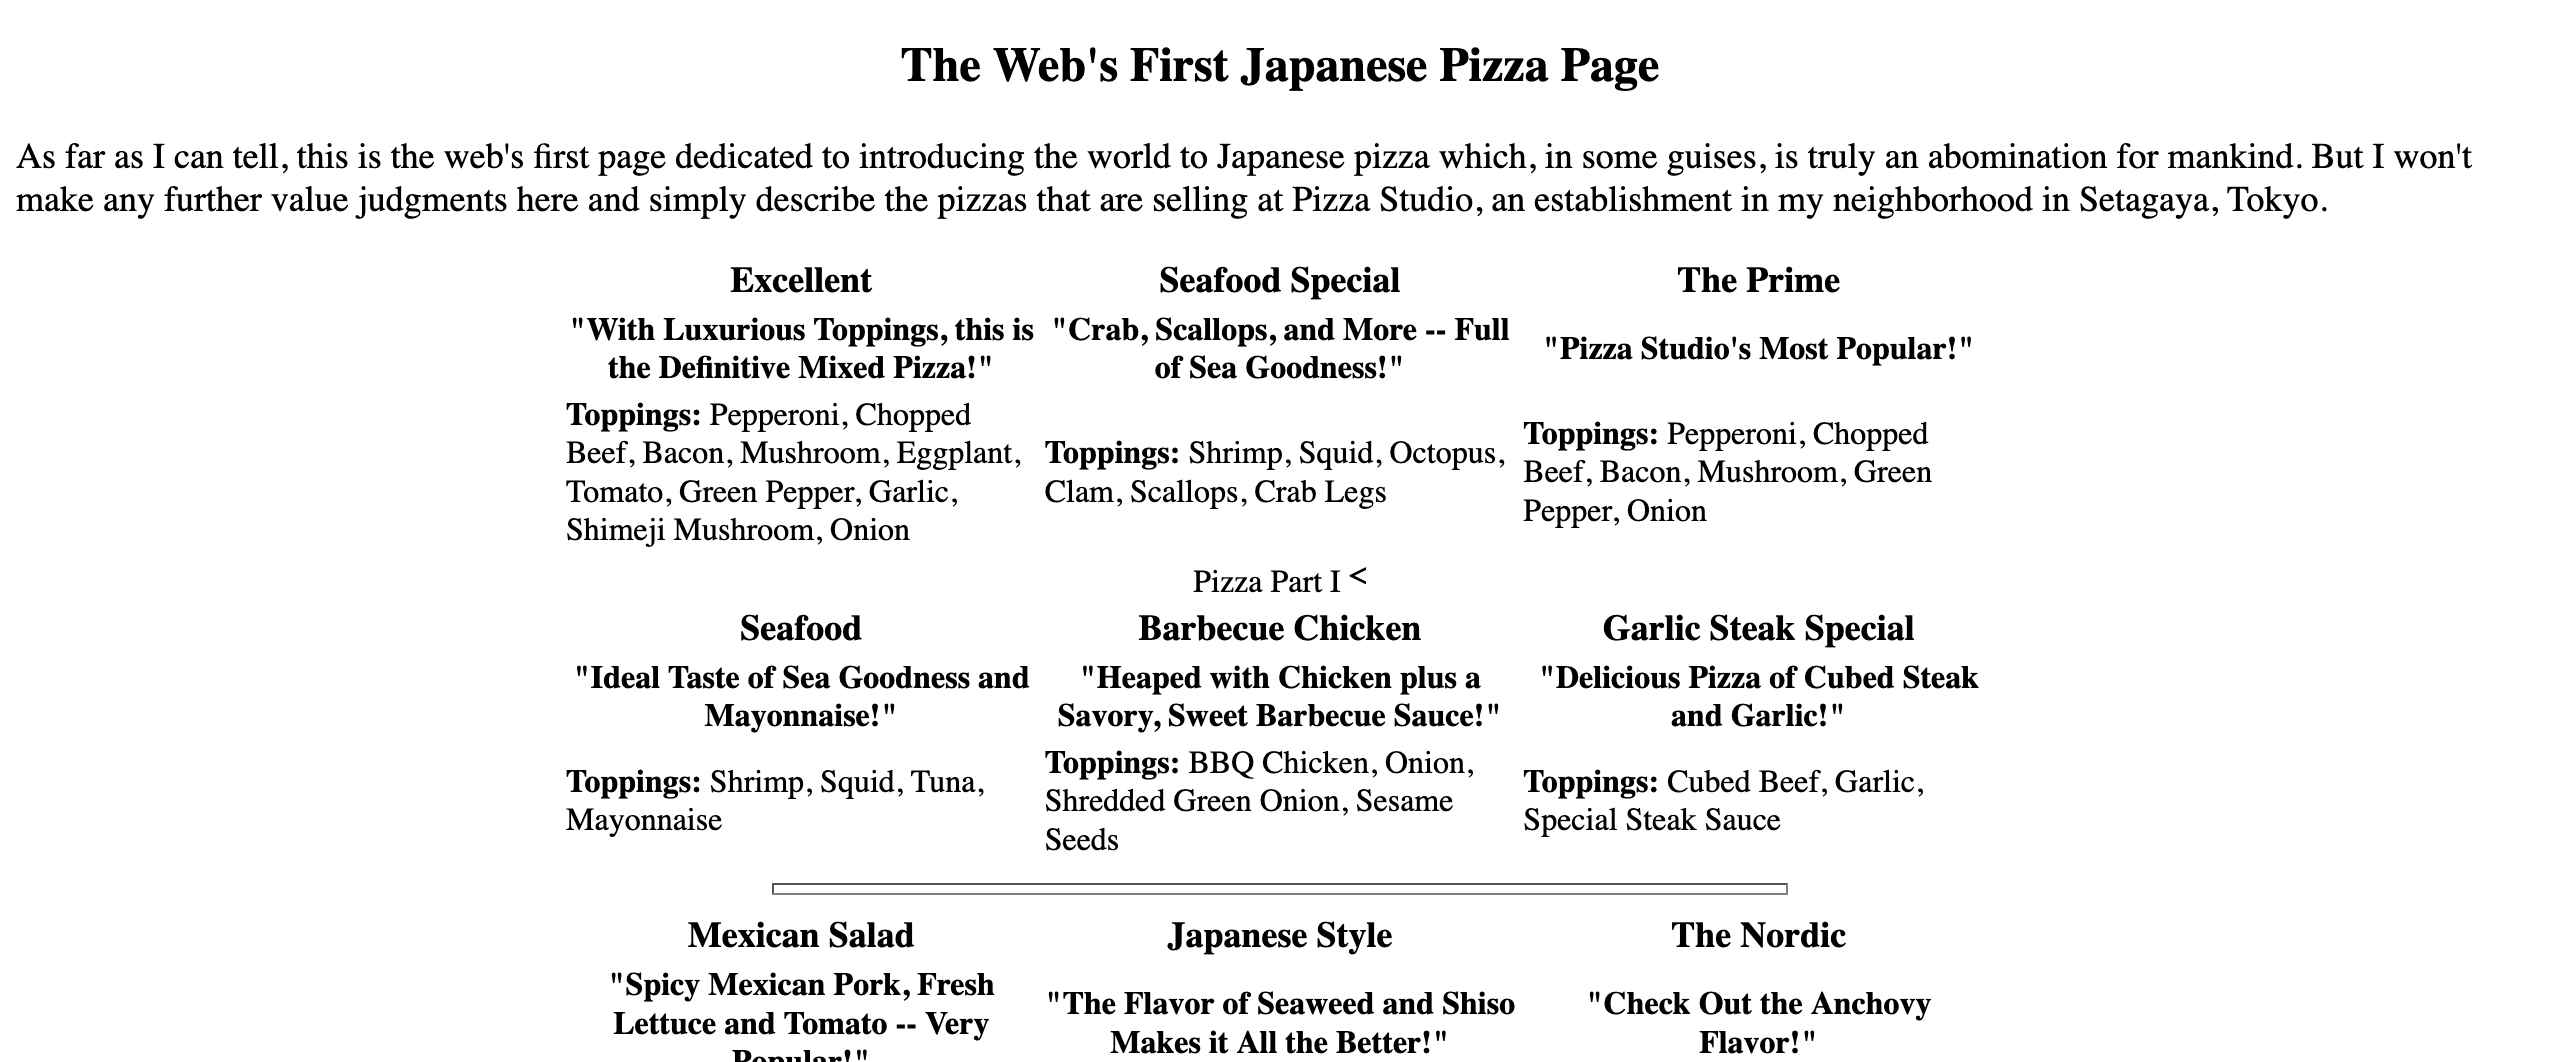 The Web's First Japanese Pizza Page
As far as I can tell, this is the web's first page dedicated to introducing the world to Japanese pizza which, in some guises, is truly an abomination for mankind. But I won't
make any further value judgments here and simply describe the pizzas that are selling at Pizza Studio, an establishment in my neighborhood in Setagaya, Tokyo.
Excellent
"With Luxurious Toppings, this is
the Definitive Mixed Pizza!"
Toppings: Pepperoni, Chopped
Beef, Bacon, Mushroom, Eggplant,
Tomato, Green Pepper, Garlic,
Shimeji Mushroom, Onion
Seafood Special
"Crab, Scallops, and More -- Full
of Sea Goodness!"
Toppings: Shrimp, Squid, Octopus,
Clam, Scallops, Crab Legs
The Prime
"Pizza Studio's Most Popular!"
Toppings: Pepperoni, Chopped
Beef, Bacon, Mushroom, Green
Pepper, Onion
Pizza Part I <
Seafood
"Ideal Taste of Sea Goodness and
Mayonnaise!"
Toppings: Shrimp, Squid, Tuna,
Mayonnaise
Barbecue Chicken
"Heaped with Chicken plus a
Savory, Sweet Barbecue Sauce!"
Toppings: BBQ Chicken, Onion,
Shredded Green Onion, Sesame
Seeds
Garlic Steak Special
"Delicious Pizza of Cubed Steak
and Garlic!"
Toppings: Cubed Beef, Garlic,
Special Steak Sauce
Mexican Salad
"Spicy Mexican Pork, Fresh
Lettuce and Tomato -- Very
Popular!"
Japanese Style
"The Flavor of Seaweed and Shiso
Makes it All the Better!"
The Nordic
"Check Out the Anchovy
Flavor!"